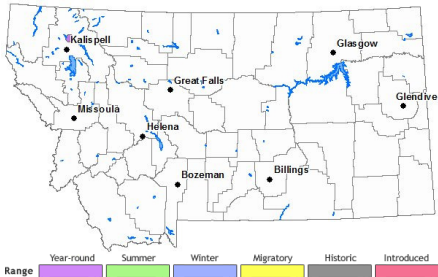 Kalispell
Glasgow
Great Falls
Glendive
Missoula
Helena
Bozeman
Billings
Year-round Summer Winter Migratory Historic Introduced
Range